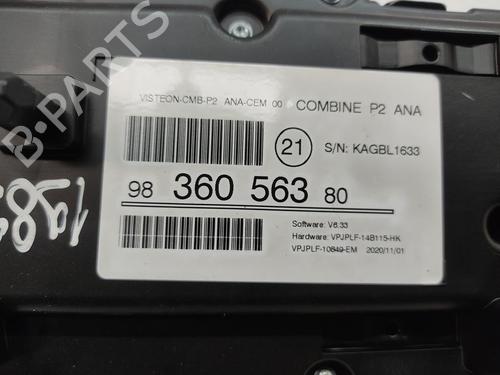 B-PARTS
VISTEON-CMB-P2 ANA-CEM 00 COMBINE P2 ANA
21 S/N: KAGBL1633
98 360 563 80
Software: V6.33
Hardware: VPJPLF-14B115-HK
VPJPLF-10849-EM 2020/11/01